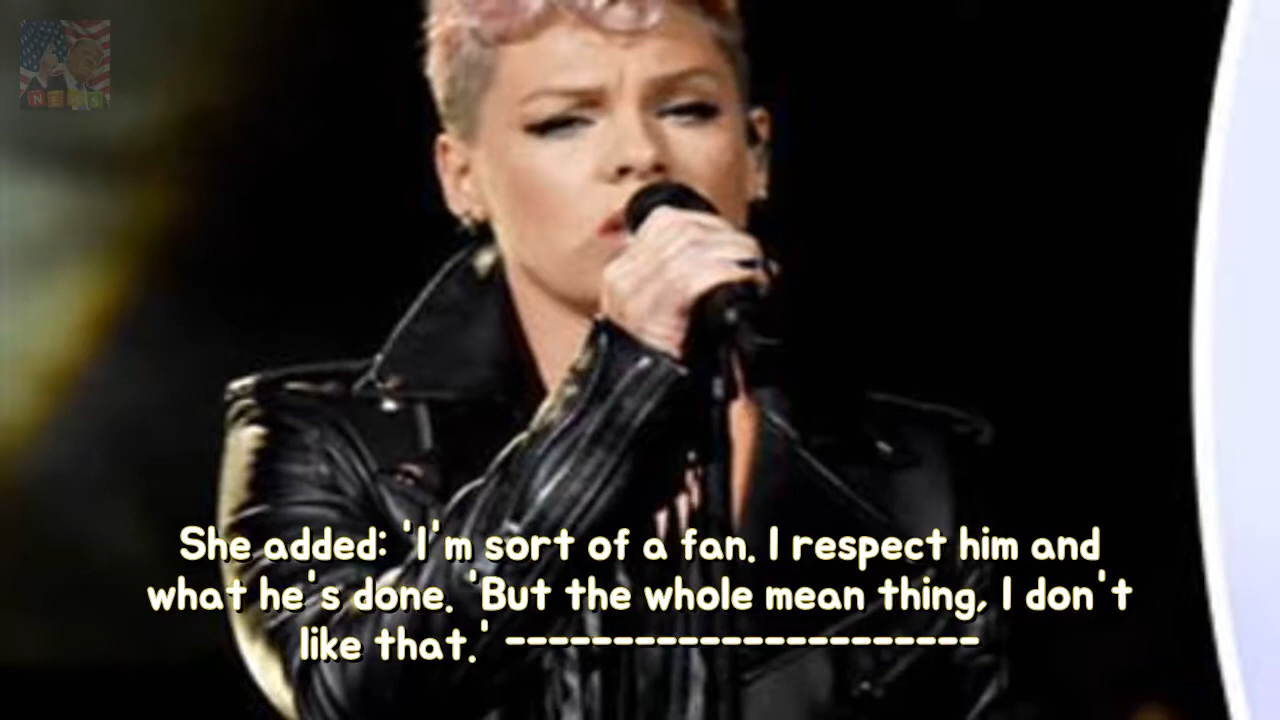 NEWS
She added: 'I'm sort of a fan. I respect him and
what he's done. 'But the whole mean thing, I don't
like that.' ----------------------